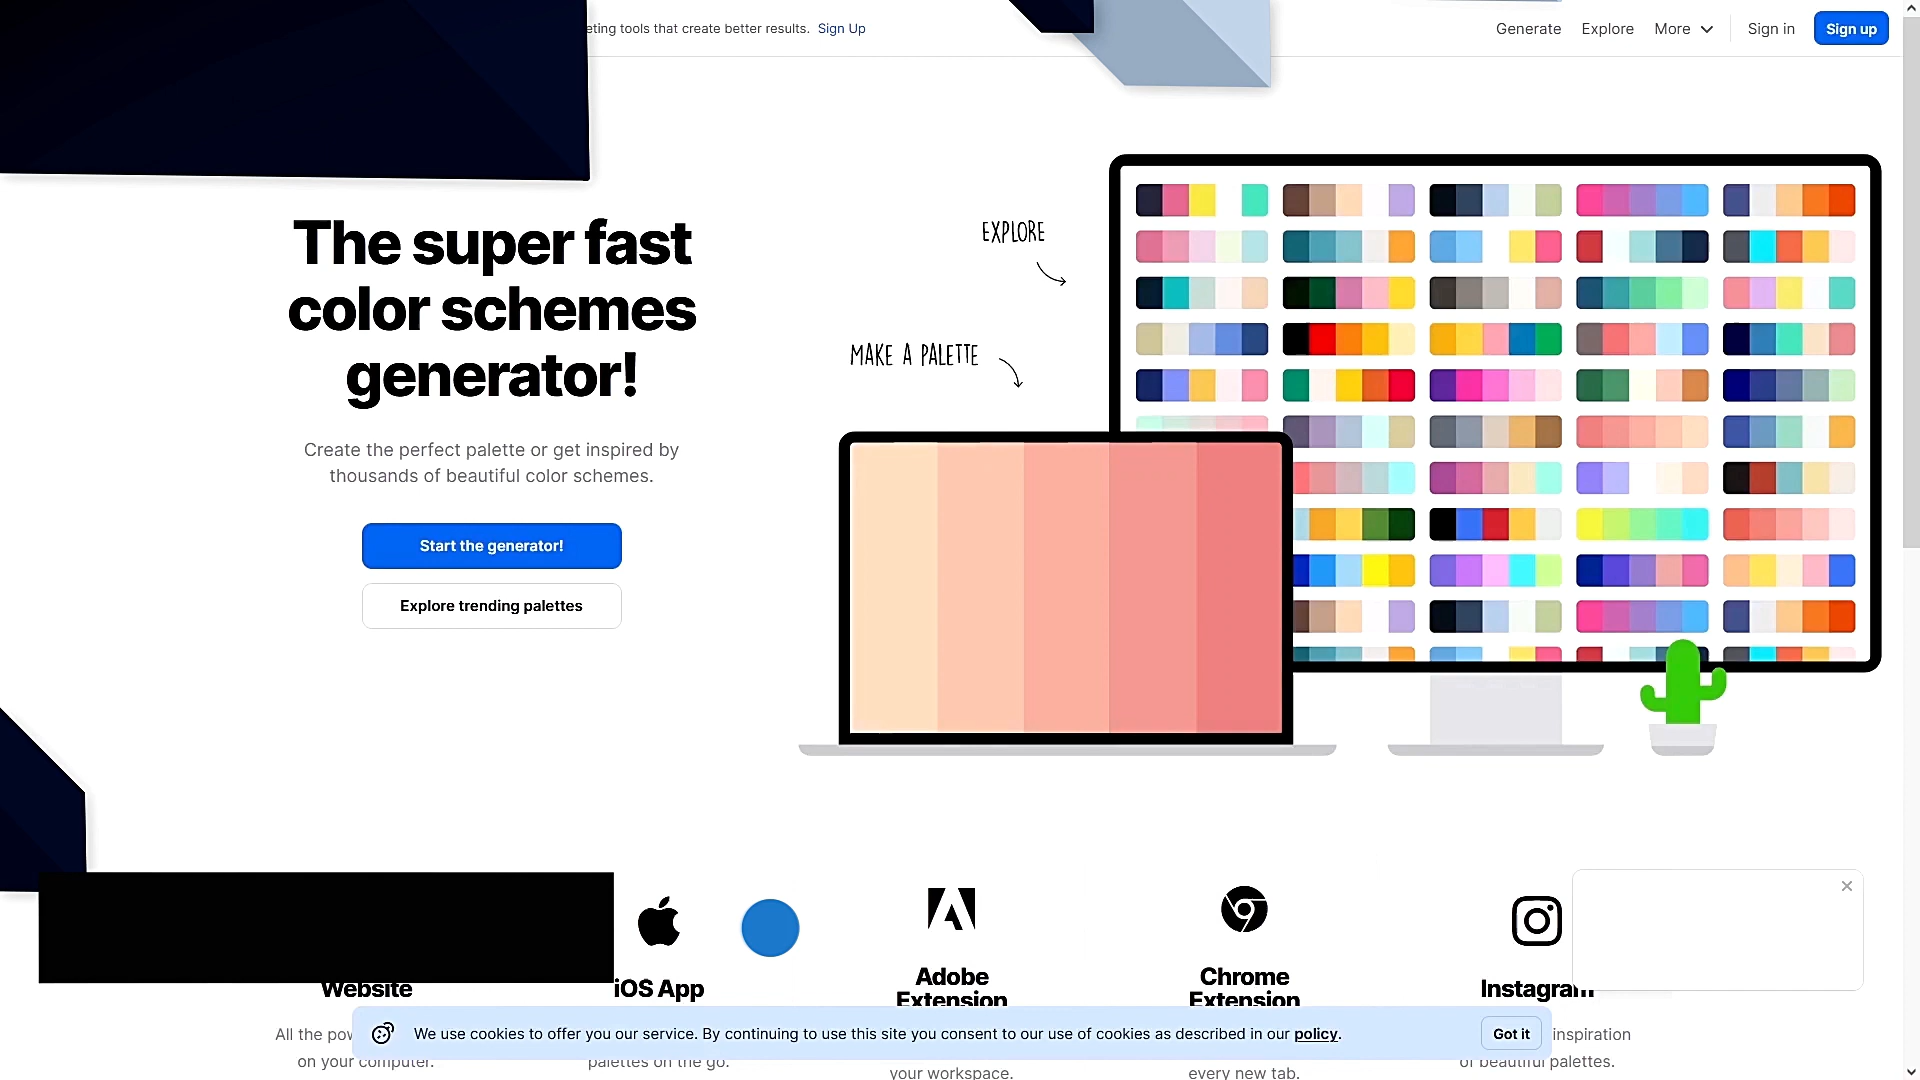 eting tools that create better results. Sign Up
Generate Explore More Sign in Sign up
The super fast
color schemes
generator!
Create the perfect palette or get inspired by
thousands of beautiful color schemes.
Start the generator!
Explore trending palettes
EXPLORE
MAKE A PALETTE
Website
iOS App
Adobe
Extension
Chrome
Extension
Instagram
All the pow
on your computer.
palettes on the go.
your workspace.
every new tab.
inspiration
of beautiful palettes.
We use cookies to offer you our service. By continuing to use this site you consent to our use of cookies as described in our policy.
Got it